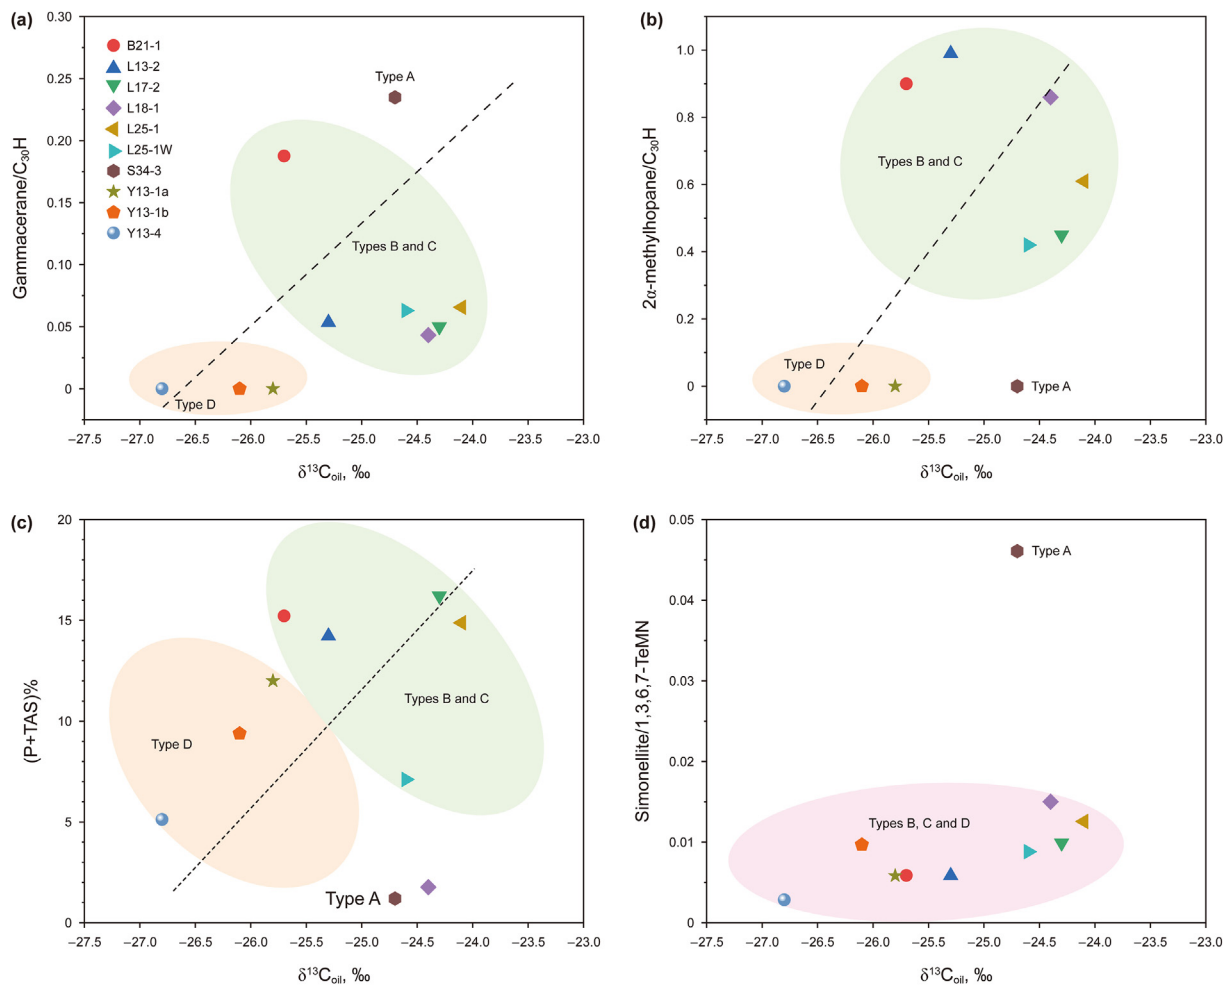 (a)
0.30
0.25
0.20
0.15
0.10
0.05
0
Gammacerane/C₃₀H
B21-1
L13-2
L17-2
L18-1
L25-1
L25-1W
S34-3
Y13-1a
Y13-1b
Y13-4
Type A
Types B and C
Type D
–27.5 –27.0 –26.5 –26.0 –25.5 –25.0 –24.5 –24.0 –23.5 –23.0
δ¹³Coil, ‰
(b)
1.0
0.8
0.6
0.4
0.2
0
2α-methylhopane/C₃₀H
Types B and C
Type D
Type A
–27.5 –27.0 –26.5 –26.0 –25.5 –25.0 –24.5 –24.0 –23.5 –23.0
δ¹³Coil, ‰
(c)
20
15
10
5
0
(P+TAS)%
Types B and C
Type D
Type A
–27.5 –27.0 –26.5 –26.0 –25.5 –25.0 –24.5 –24.0 –23.5 –23.0
δ¹³Coil, ‰
(d)
0.05
0.04
0.03
0.02
0.01
0
Simonellite/1,3,6,7-TeMN
Type A
Types B, C and D
–27.5 –27.0 –26.5 –26.0 –25.5 –25.0 –24.5 –24.0 –23.5 –23.0
δ¹³Coil, ‰